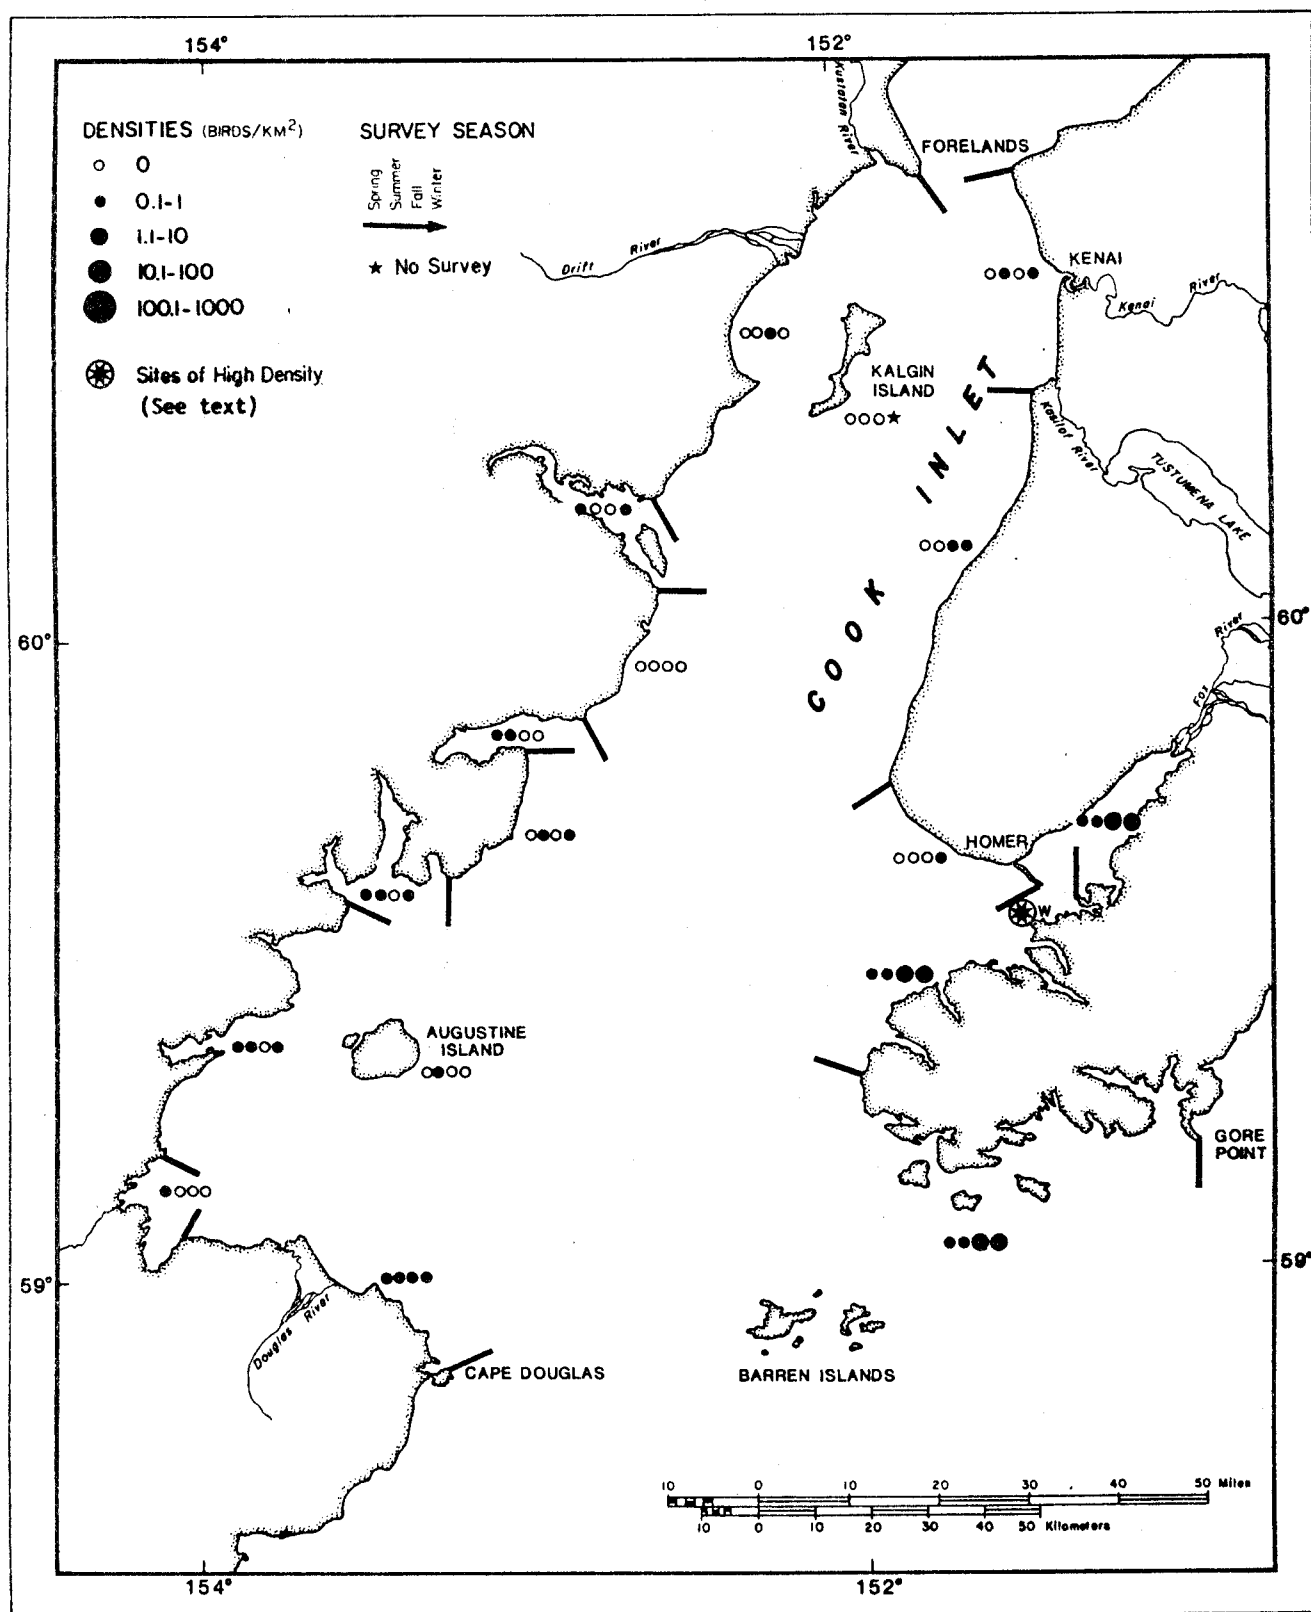 154°
152°
DENSITIES (BIRDS/KM²)
0
0.1-1
1.1-10
10.1-100
100.1-1000
Sites of High Density
(See text)
SURVEY SEASON
Spring
Summer
Fall
Winter
★ No Survey
Kustatan River
FORELANDS
Drift River
KENAI
Kenai River
KALGIN
ISLAND
COOK INLET
Kasilof River
TUSTUMENA LAKE
60°
60°
Fox River
HOMER
W
AUGUSTINE
ISLAND
GORE
POINT
59°
59°
Douglas River
CAPE DOUGLAS
BARREN ISLANDS
10 0 10 20 30 40 50 Miles
10 0 10 20 30 40 50 Kilometers
154°
152°